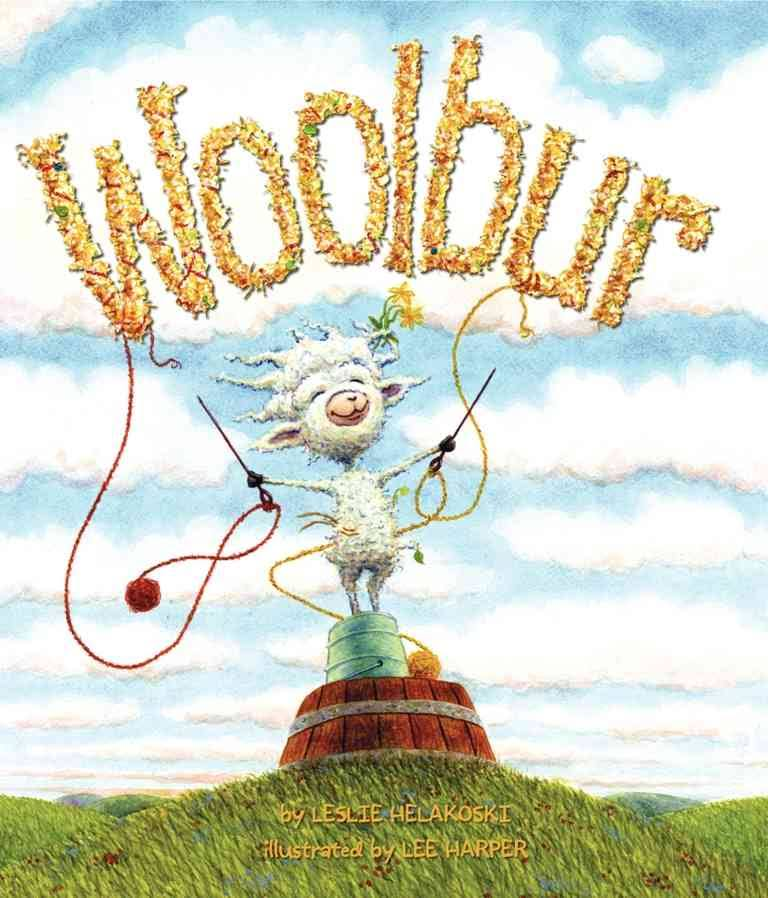 Woolbur
by LESLIE HELAKOSKI
illustrated by LEE HARPER